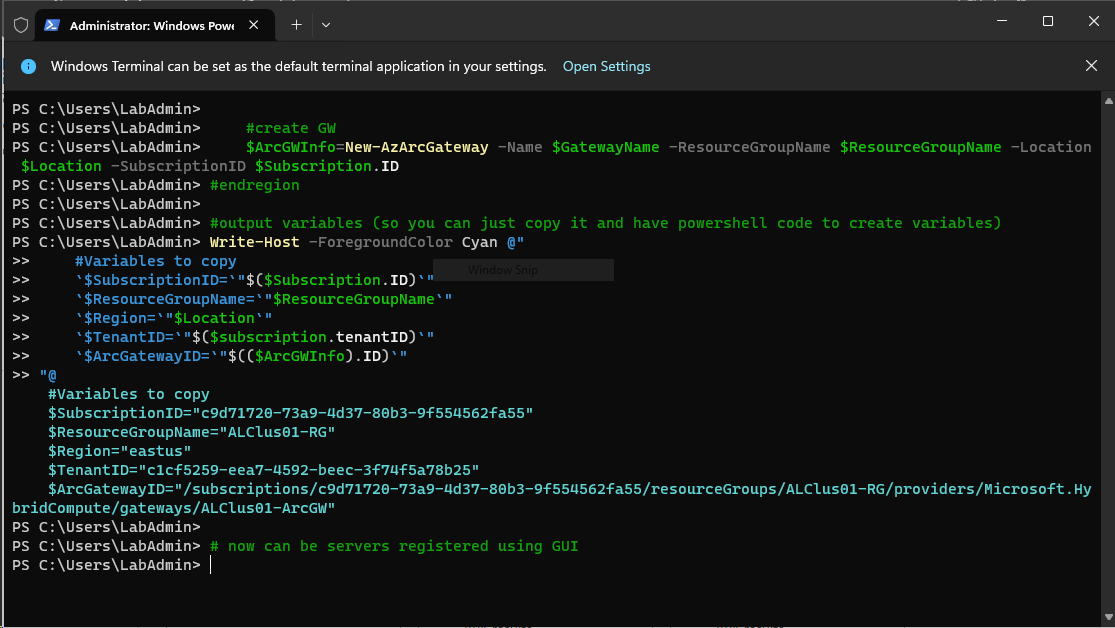 Administrator: Windows Powe
Windows Terminal can be set as the default terminal application in your settings. Open Settings
PS C:\Users\LabAdmin>
PS C:\Users\LabAdmin>     #create GW
PS C:\Users\LabAdmin>     $ArcGWInfo=New-AzArcGateway -Name $GatewayName -ResourceGroupName $ResourceGroupName -Location
 $Location -SubscriptionID $Subscription.ID
PS C:\Users\LabAdmin> #endregion
PS C:\Users\LabAdmin>
PS C:\Users\LabAdmin> #output variables (so you can just copy it and have powershell code to create variables)
PS C:\Users\LabAdmin> Write-Host -ForegroundColor Cyan @"
>>     #Variables to copy
Window Snip
>>     `$SubscriptionID=`"$($Subscription.ID)`"
>>     `$ResourceGroupName=`"$ResourceGroupName`"
>>     `$Region=`"$Location`"
>>     `$TenantID=`"$($subscription.tenantID)`"
>>     `$ArcGatewayID=`"$(($ArcGWInfo).ID)`"
>> "@
    #Variables to copy
    $SubscriptionID="c9d71720-73a9-4d37-80b3-9f554562fa55"
    $ResourceGroupName="ALClus01-RG"
    $Region="eastus"
    $TenantID="c1cf5259-eea7-4592-beec-3f74f5a78b25"
    $ArcGatewayID="/subscriptions/c9d71720-73a9-4d37-80b3-9f554562fa55/resourceGroups/ALClus01-RG/providers/Microsoft.Hy
bridCompute/gateways/ALClus01-ArcGW"
PS C:\Users\LabAdmin>
PS C:\Users\LabAdmin> # now can be servers registered using GUI
PS C:\Users\LabAdmin>